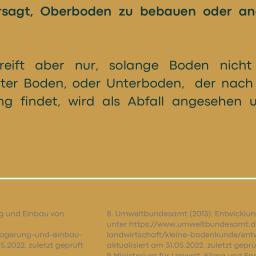 rsagt, Oberboden zu bebauen oder an
reift aber nur, solange Boden nicht
ter Boden, oder Unterboden, der nach
ng findet, wird als Abfall angesehen u
g und Einbau von
agerung-und-einbau-
5.2022, zuletzt geprüft
8. Umweltbundesamt (2013): Entwicklun
unter https://www.umweltbundesamt.d
landwirtschaft/kleine-bodenkunde/entw
aktualisiert am 31.05.2022, zuletzt geprü